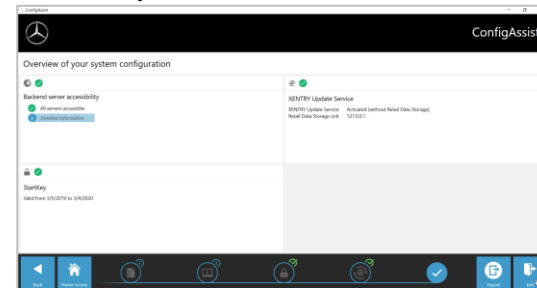 ConfigAssist
ConfigAssist
Overview of your system configuration
Backend server accessibility
All servers accessible
Detailed information
XENTRY Update Service
XENTRY Update Service Activated (without Retail Data Storage)
Retail Data Storage unit 127.0.0.1
StartKey
Valid from 3/5/2019 to 3/4/2020
Back
Home screen
Report
Exit